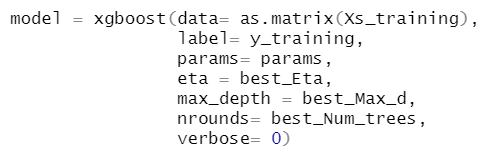 model = xgboost(data= as.matrix(Xs_training),
label= y_training,
params= params,
eta = best_Eta,
max_depth = best_Max_d,
nrounds= best_Num_trees,
verbose= 0)